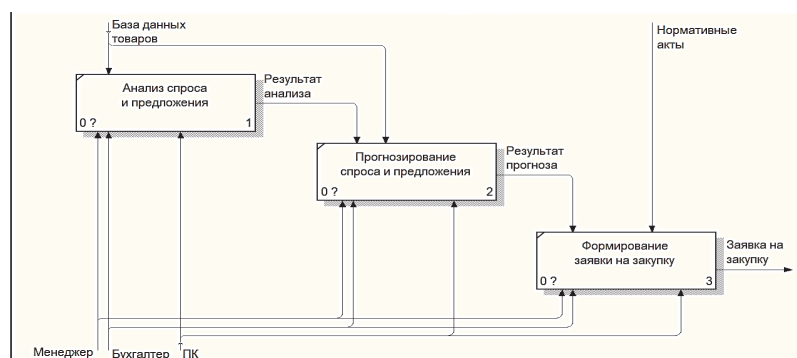 База данных
товаров
Нормативные
акты
Анализ спроса
и предложения
0 ?
1
Результат
анализа
Прогнозирование
спроса и предложения
0 ?
2
Результат
прогноза
Формирование
заявки на закупку
0 ?
3
Заявка на
закупку
Менеджер
Бухгалтер
ПК